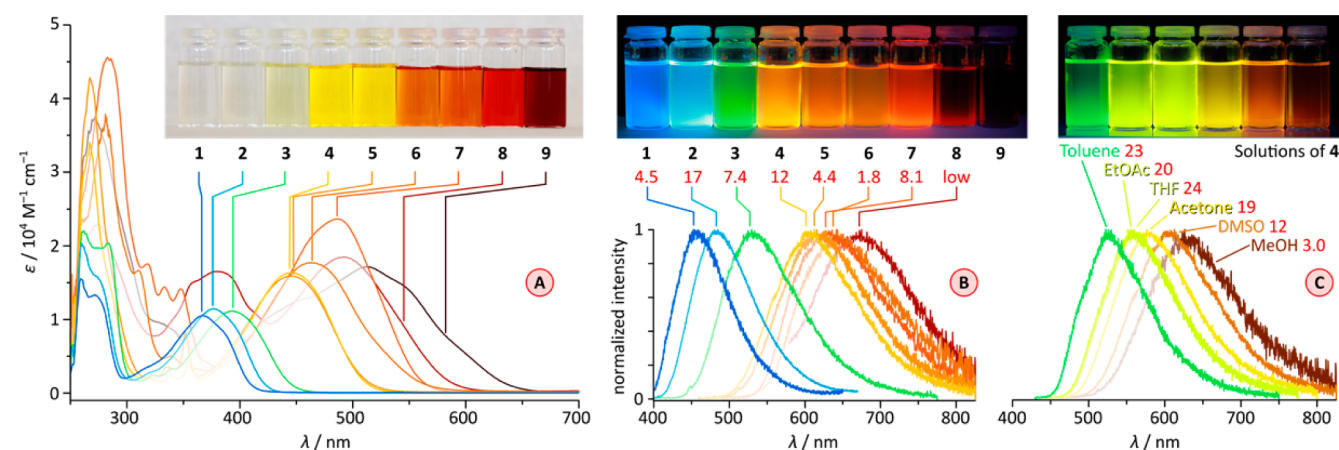 5
4
3
2
1
0
ε / 10⁴ M⁻¹ cm⁻¹
300 400 500 600 700
λ / nm
1 2 3 4 5 6 7 8 9
A
1 2 3 4 5 6 7 8 9
4.5 17 7.4 12 4.4 1.8 8.1 low
1
0
normalized intensity
B
400 500 600 700 800
λ / nm
Solutions of 4
Toluene 23
EtOAc 20
THF 24
Acetone 19
DMSO 12
MeOH 3.0
C
400 500 600 700 800
λ / nm